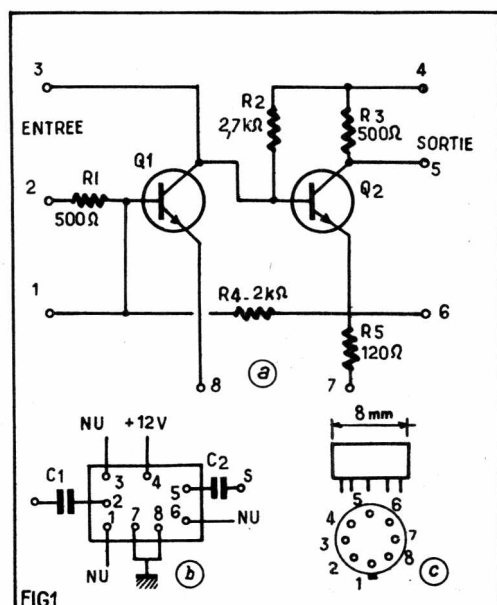 3
4
R2
2,7kΩ
R3
500Ω
ENTREE
SORTIE
Q1
5
R1
2
500Ω
Q2
1
R4_2kΩ
6
R5
120Ω
8
a
7
8 mm
NU
+12V
C1
C2
3
4
5
S
2
6
1
7
8
NU
NU
b
5
6
4
7
3
2
8
1
c
FIG1